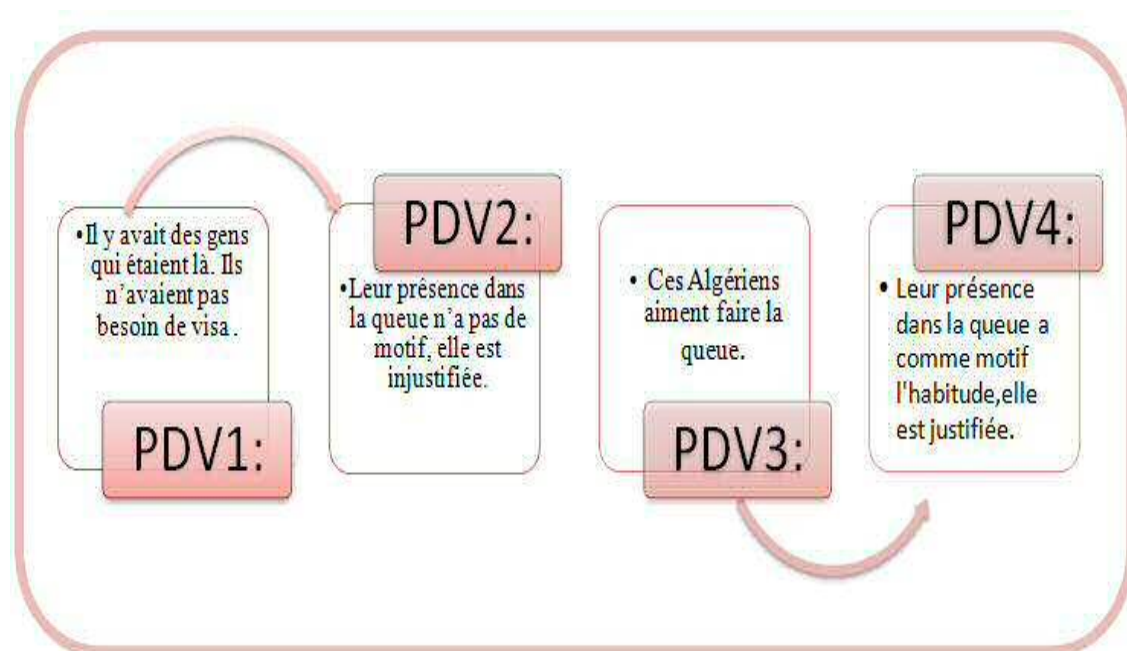 •Il y avait des gens
qui étaient là. Ils
n’avaient pas
besoin de visa .
PDV1:
PDV2:
•Leur présence dans
la queue n’a pas de
motif, elle est
injustifiée.
• Ces Algériens
aiment faire la
queue.
PDV3:
PDV4:
• Leur présence
dans la queue a
comme motif
l'habitude,elle
est justifiée.